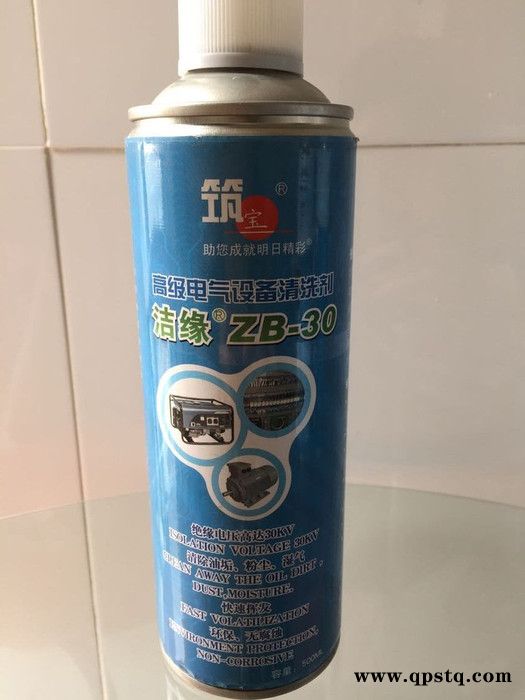 筑宝®
助您成就明日精彩®
高级电气设备清洗剂
洁缘® ZB-30
绝缘电压高达30KV
ISOLATION VOLTAGE 30KV
清除油垢、粉尘、湿气
CLEAN AWAY THE OIL DIRT,
DUST,MOISTURE.
快速挥发
FAST VOLATILIZATION
环保、无腐蚀
ENVIRONMENT PROTECTION,
NON-CORROSIVE
容量 500ML
www.qpstq.com